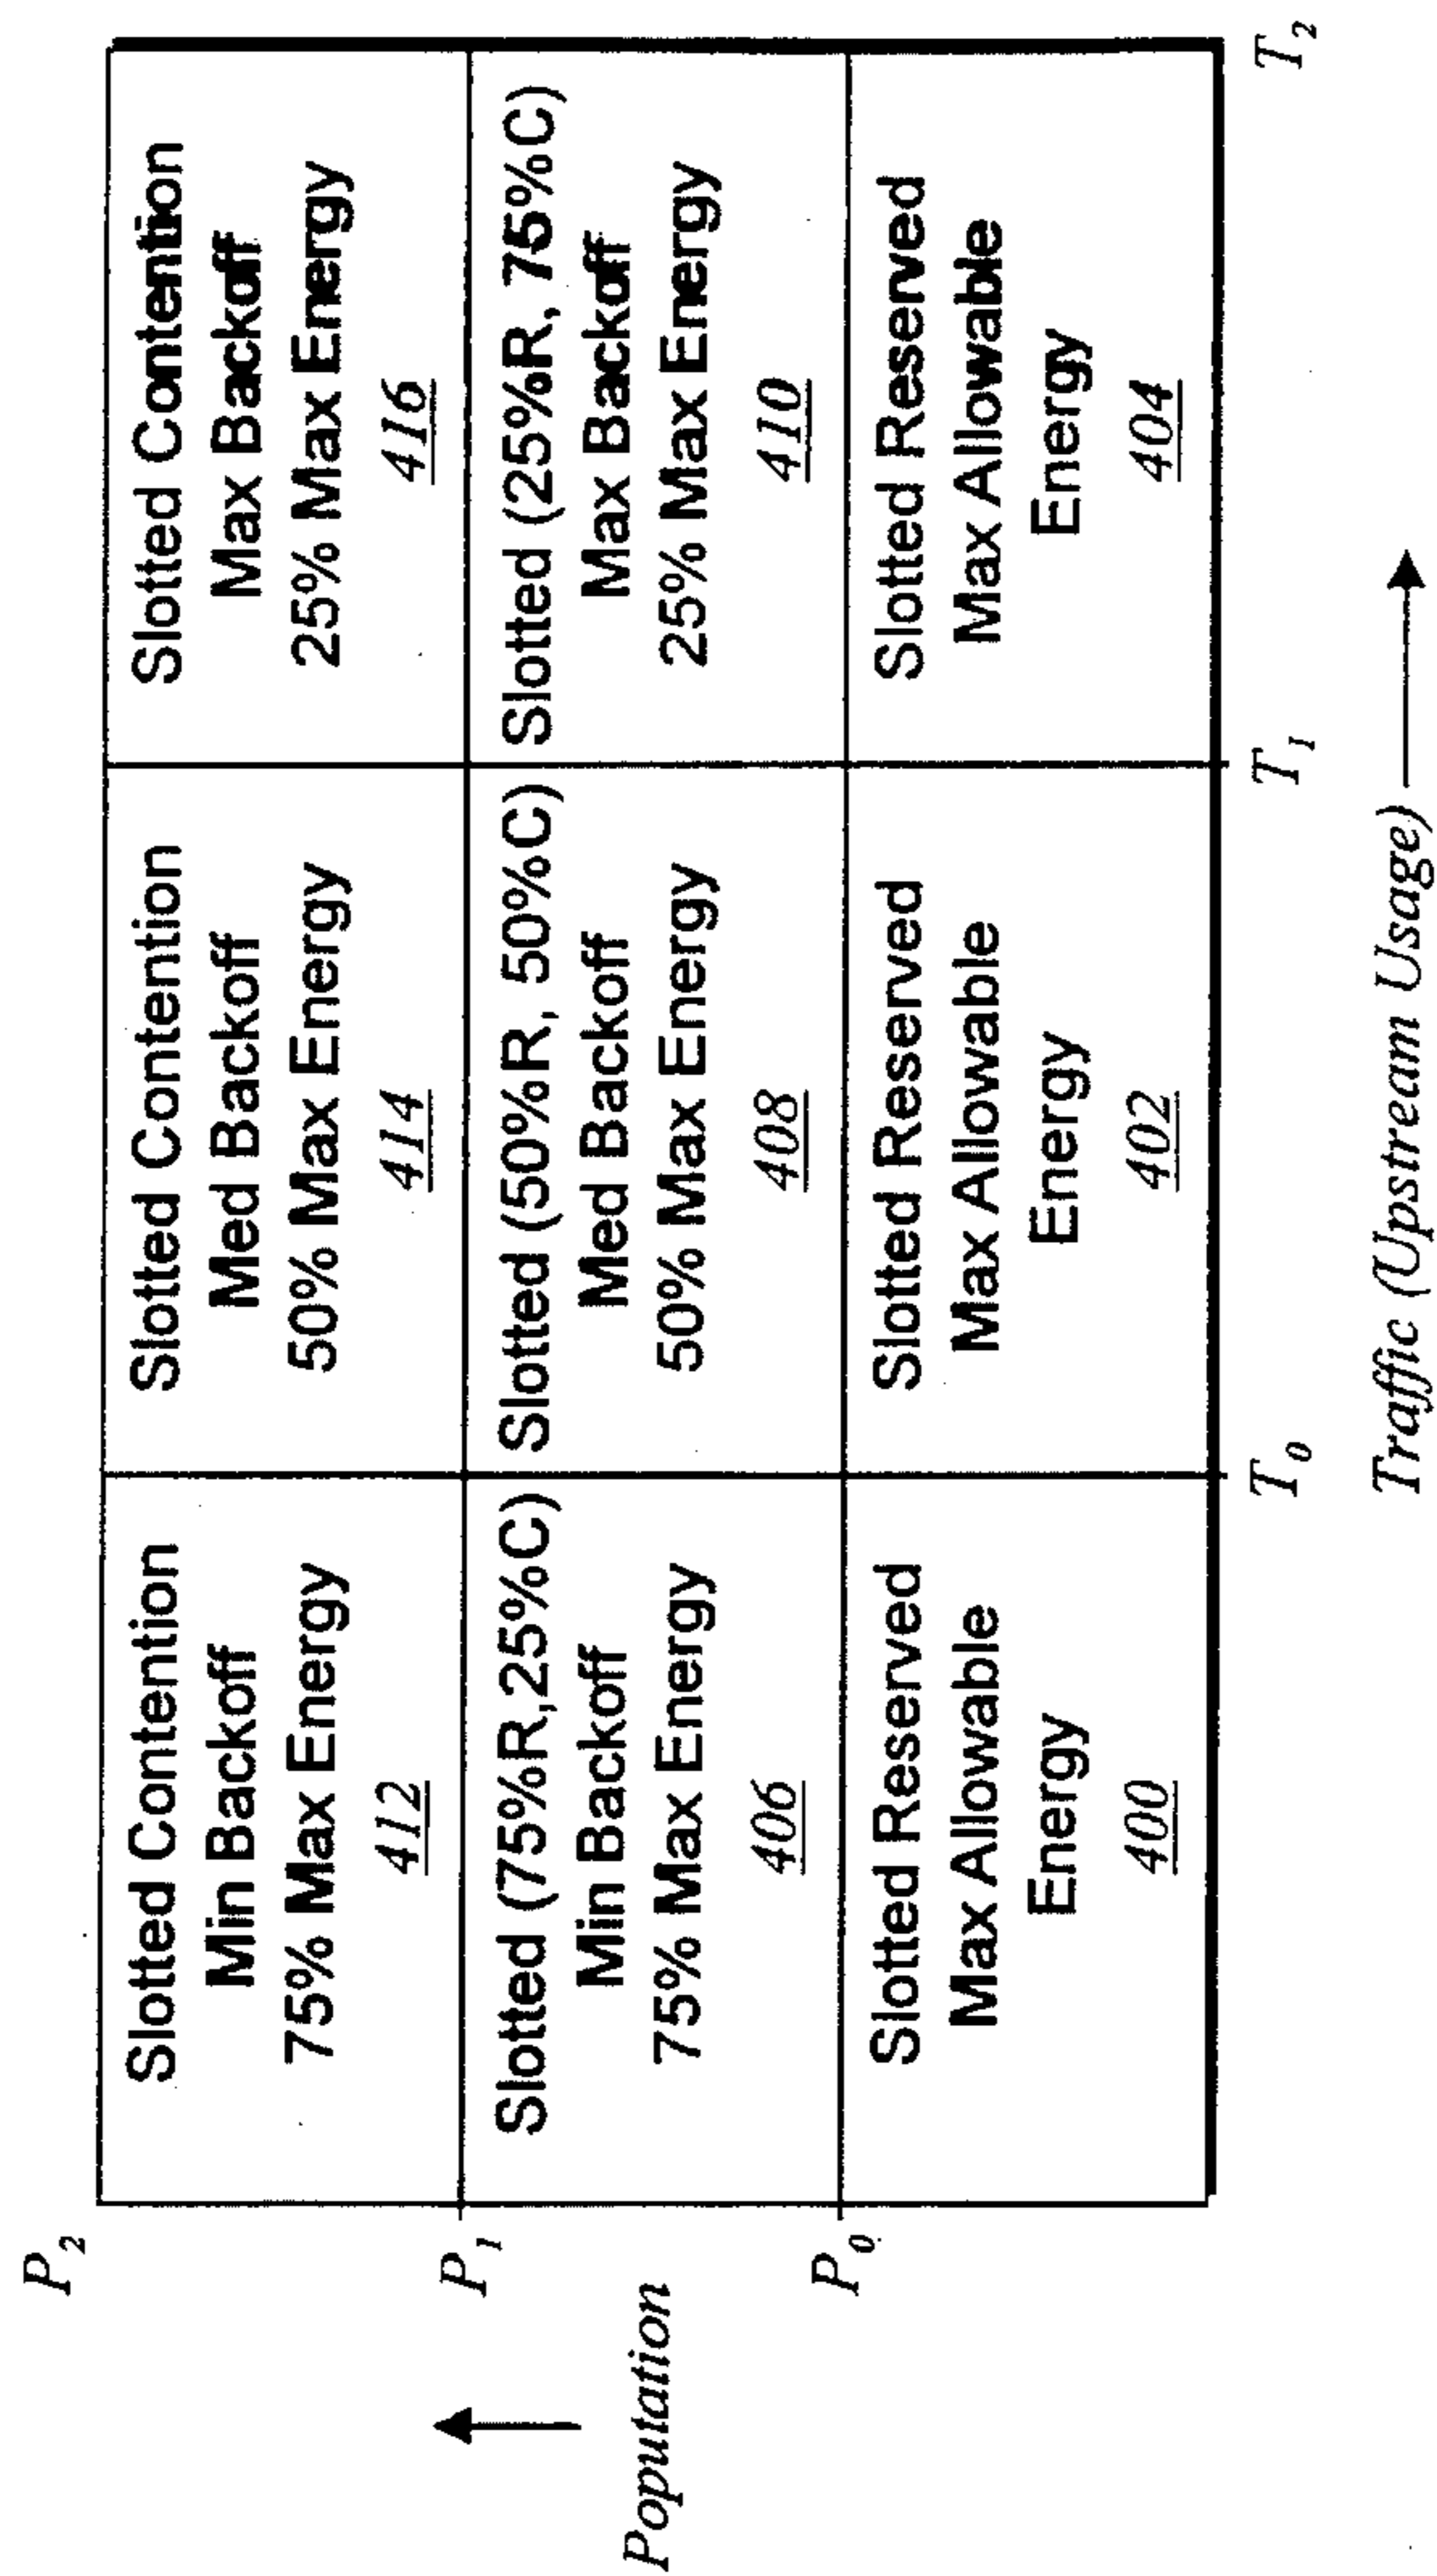 P2
Slotted Contention
Min Backoff
75% Max Energy
412
Slotted Contention
Med Backoff
50% Max Energy
414
Slotted Contention
Max Backoff
25% Max Energy
416
P1
Slotted (75%R,25%C)
Min Backoff
75% Max Energy
406
Slotted (50%R, 50%C)
Med Backoff
50% Max Energy
408
Slotted (25%R, 75%C)
Max Backoff
25% Max Energy
410
Poputation
P0
Slotted Reserved
Max Allowable
Energy
400
Slotted Reserved
Max Allowable
Energy
402
Slotted Reserved
Max Allowable
Energy
404
T0
T1
T2
Traffic (Upstream Usage)